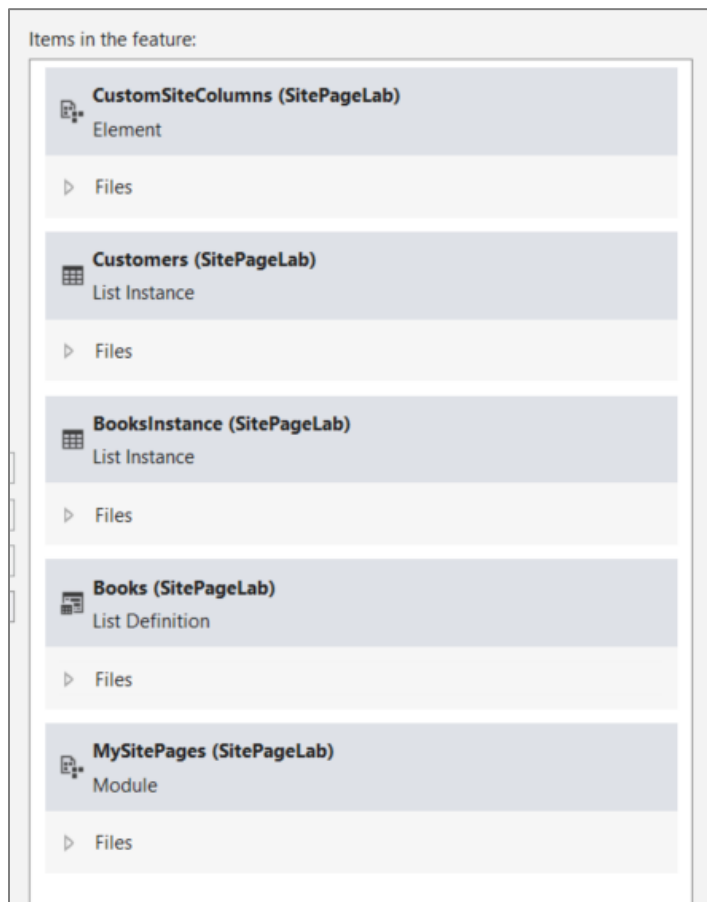 Items in the feature:
CustomSiteColumns (SitePageLab)
Element
Files
Customers (SitePageLab)
List Instance
Files
BooksInstance (SitePageLab)
List Instance
Files
Books (SitePageLab)
List Definition
Files
MySitePages (SitePageLab)
Module
Files